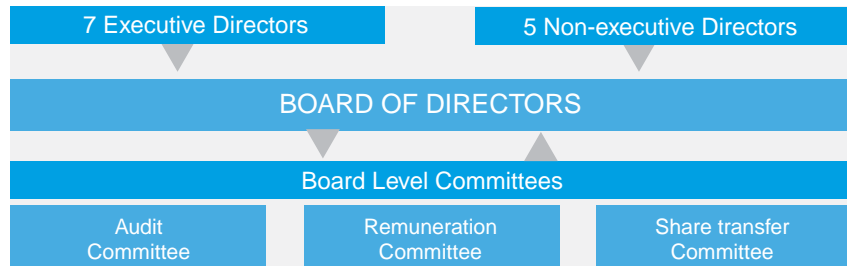 7 Executive Directors
5 Non-executive Directors
BOARD OF DIRECTORS
Board Level Committees
Audit
Committee
Remuneration
Committee
Share transfer
Committee